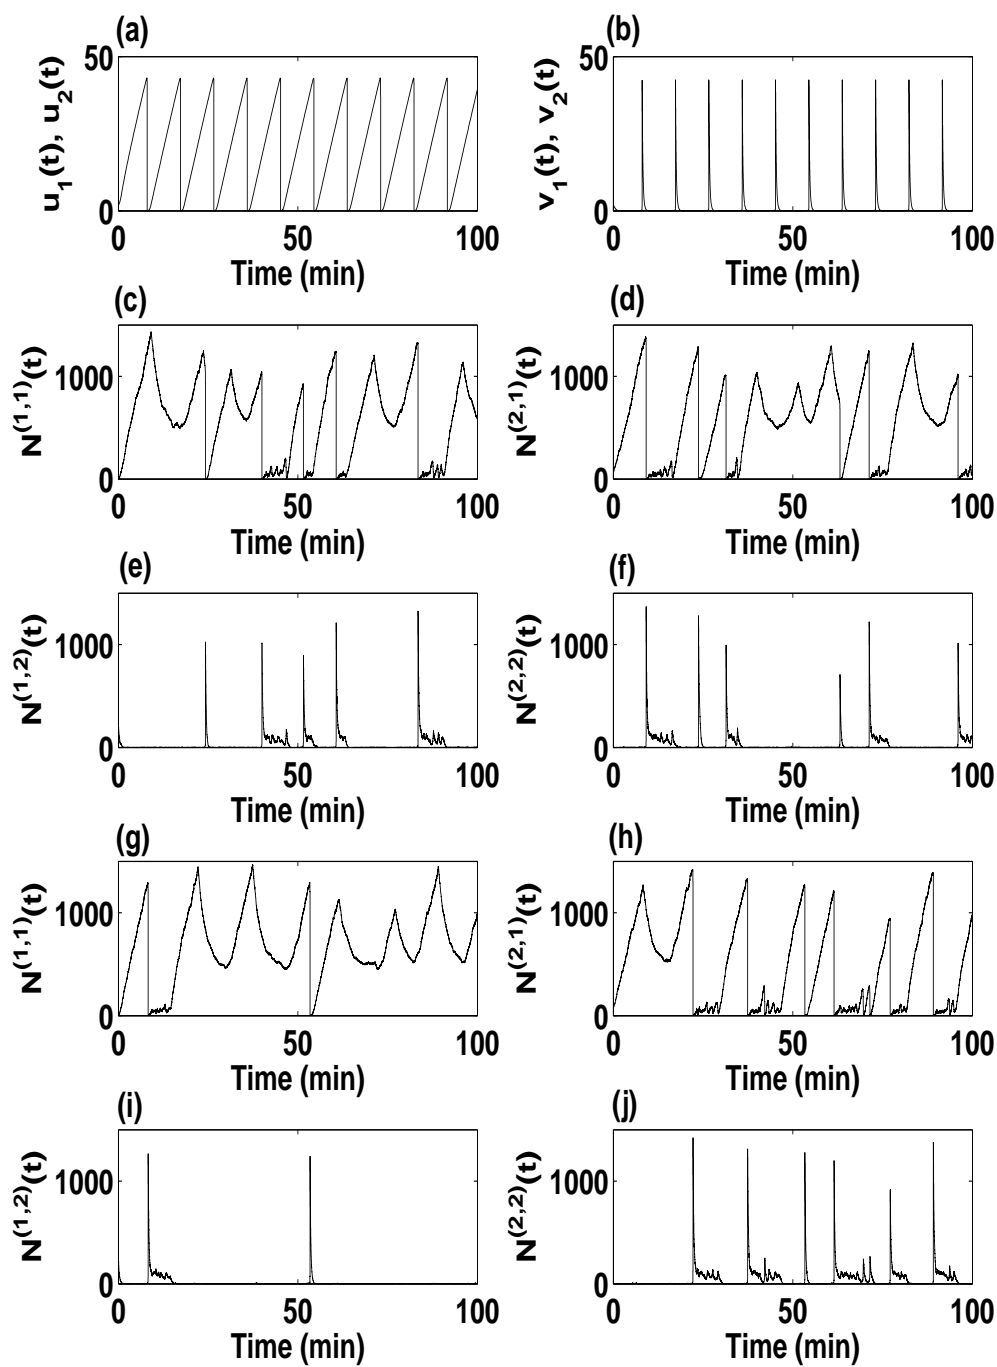 (a)
u_1(t), u_2(t)
50
0
0 50 100
Time (min)
(b)
v_1(t), v_2(t)
50
0
0 50 100
Time (min)
(c)
N^(1,1)(t)
1000
0
0 50 100
Time (min)
(d)
N^(2,1)(t)
1000
0
0 50 100
Time (min)
(e)
N^(1,2)(t)
1000
0
0 50 100
Time (min)
(f)
N^(2,2)(t)
1000
0
0 50 100
Time (min)
(g)
N^(1,1)(t)
1000
0
0 50 100
Time (min)
(h)
N^(2,1)(t)
1000
0
0 50 100
Time (min)
(i)
N^(1,2)(t)
1000
0
0 50 100
Time (min)
(j)
N^(2,2)(t)
1000
0
0 50 100
Time (min)